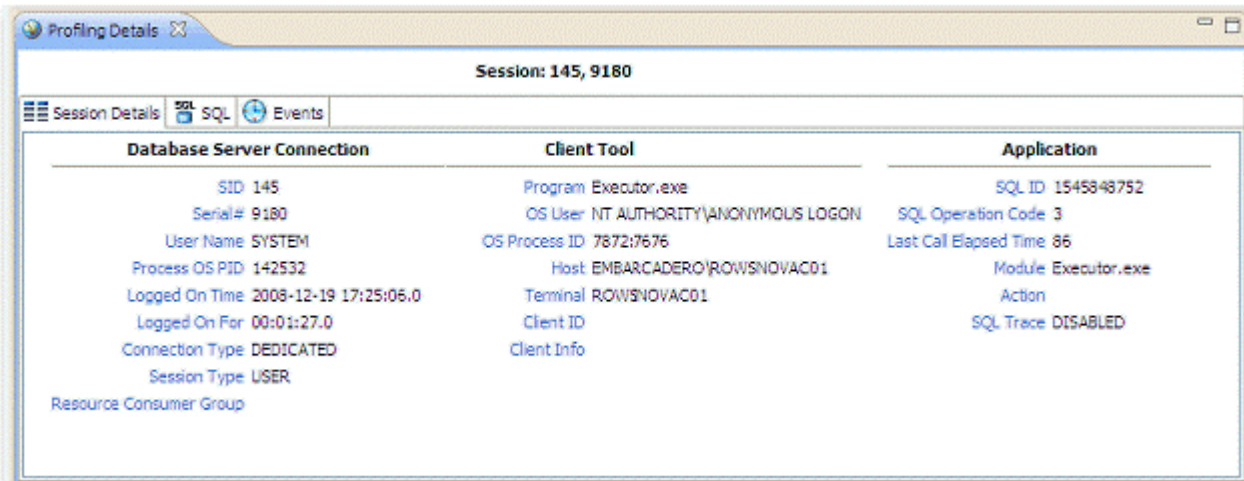 Profiling Details
Session: 145, 9180
Session Details SQL Events
Database Server Connection
SID 145
Serial# 9180
User Name SYSTEM
Process OS PID 142532
Logged On Time 2008-12-19 17:25:06.0
Logged On For 00:01:27.0
Connection Type DEDICATED
Session Type USER
Resource Consumer Group
Client Tool
Program Executor.exe
OS User NT AUTHORITY\ANONYMOUS LOGON
OS Process ID 7872:7676
Host EMBARCADERO\ROWSNOVAC01
Terminal ROWSNOVAC01
Client ID
Client Info
Application
SQL ID 1545848752
SQL Operation Code 3
Last Call Elapsed Time 86
Module Executor.exe
Action
SQL Trace DISABLED